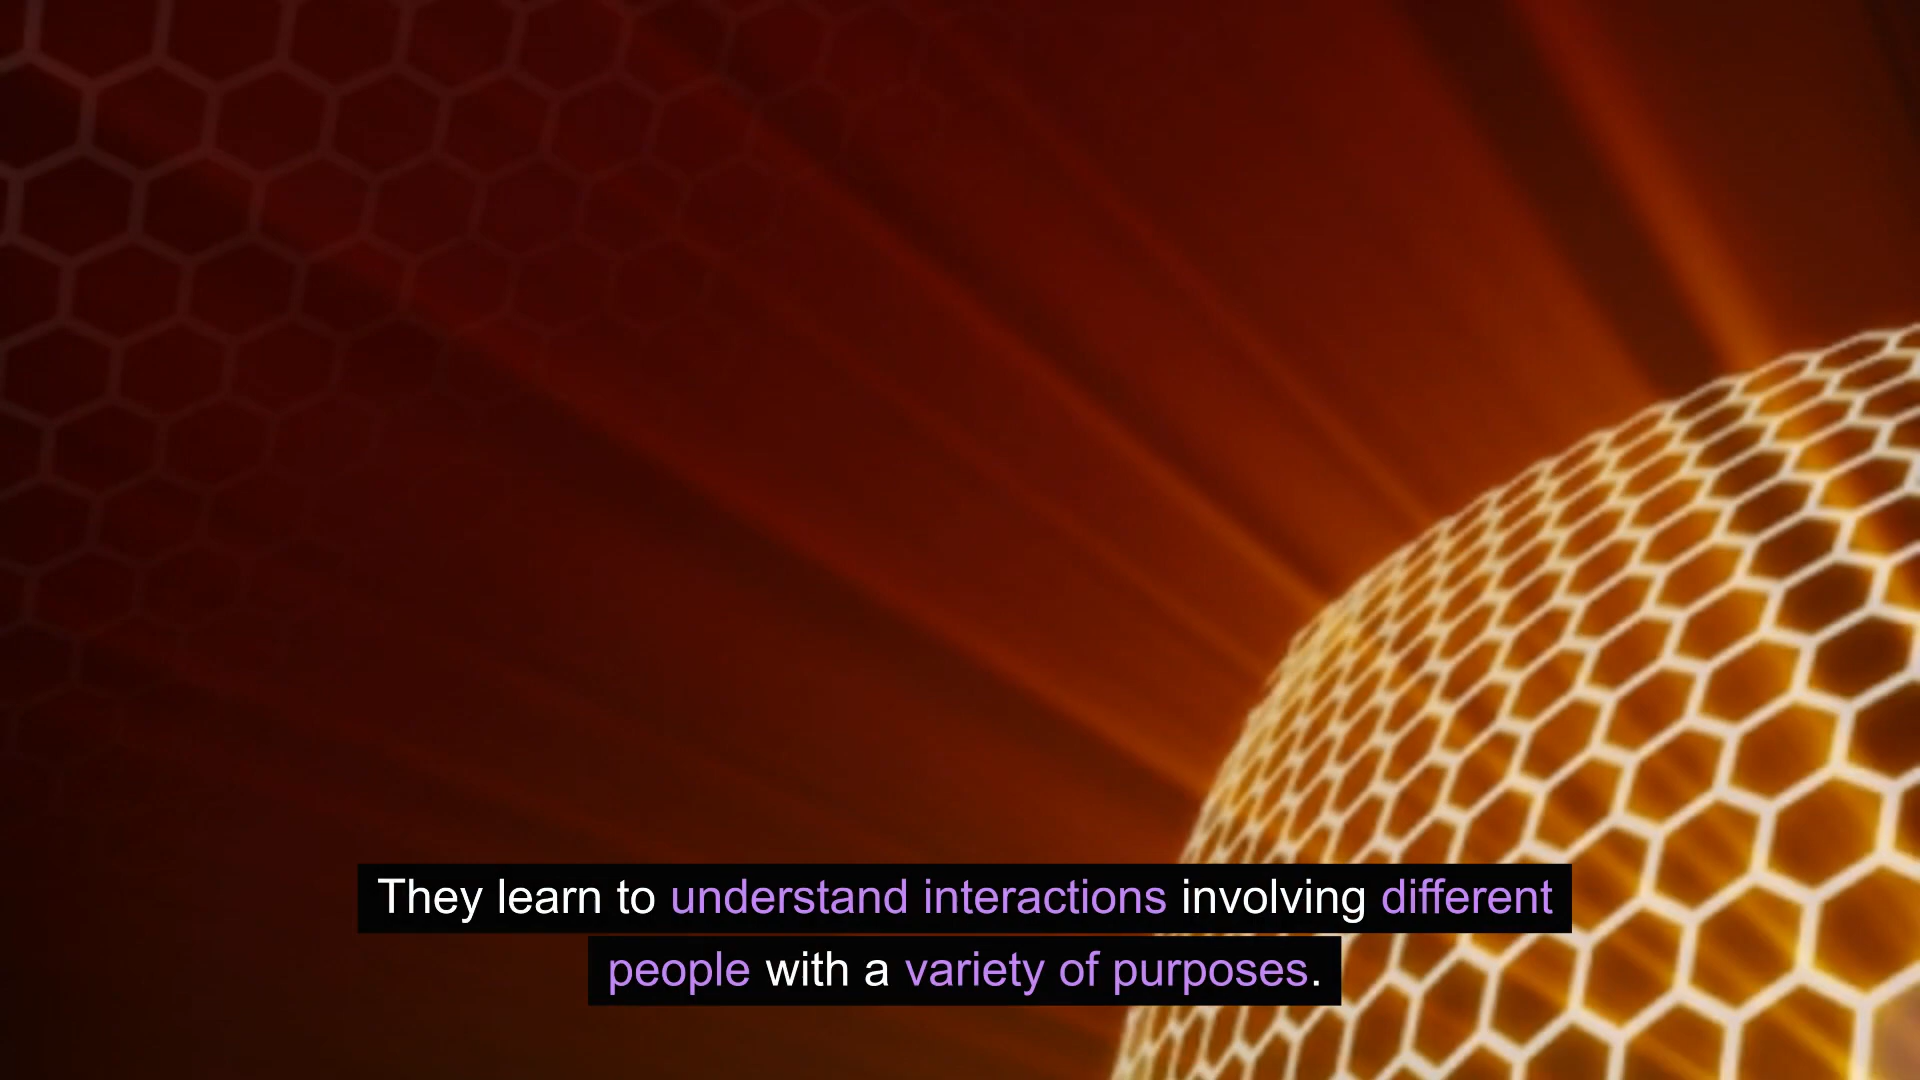 They learn to understand interactions involving different
people with a variety of purposes.